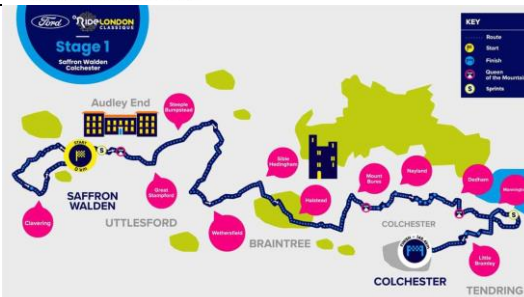 Ford
RIDELONDON
CLASSIQUE
Stage 1
Saffron Walden
Colchester
KEY
Route
Start
Finish
Queen
of the Mountain
Sprints
Audley End
Steeple
Bumpstead
START
SAFFRON
WALDEN
Clavering
Great
Sampford
UTTLESFORD
Wethersfield
Sible
Hedingham
Halstead
BRAINTREE
Mount
Bures
Nayland
Dedham
COLCHESTER
Little
Bromley
COLCHESTER
TENDRING